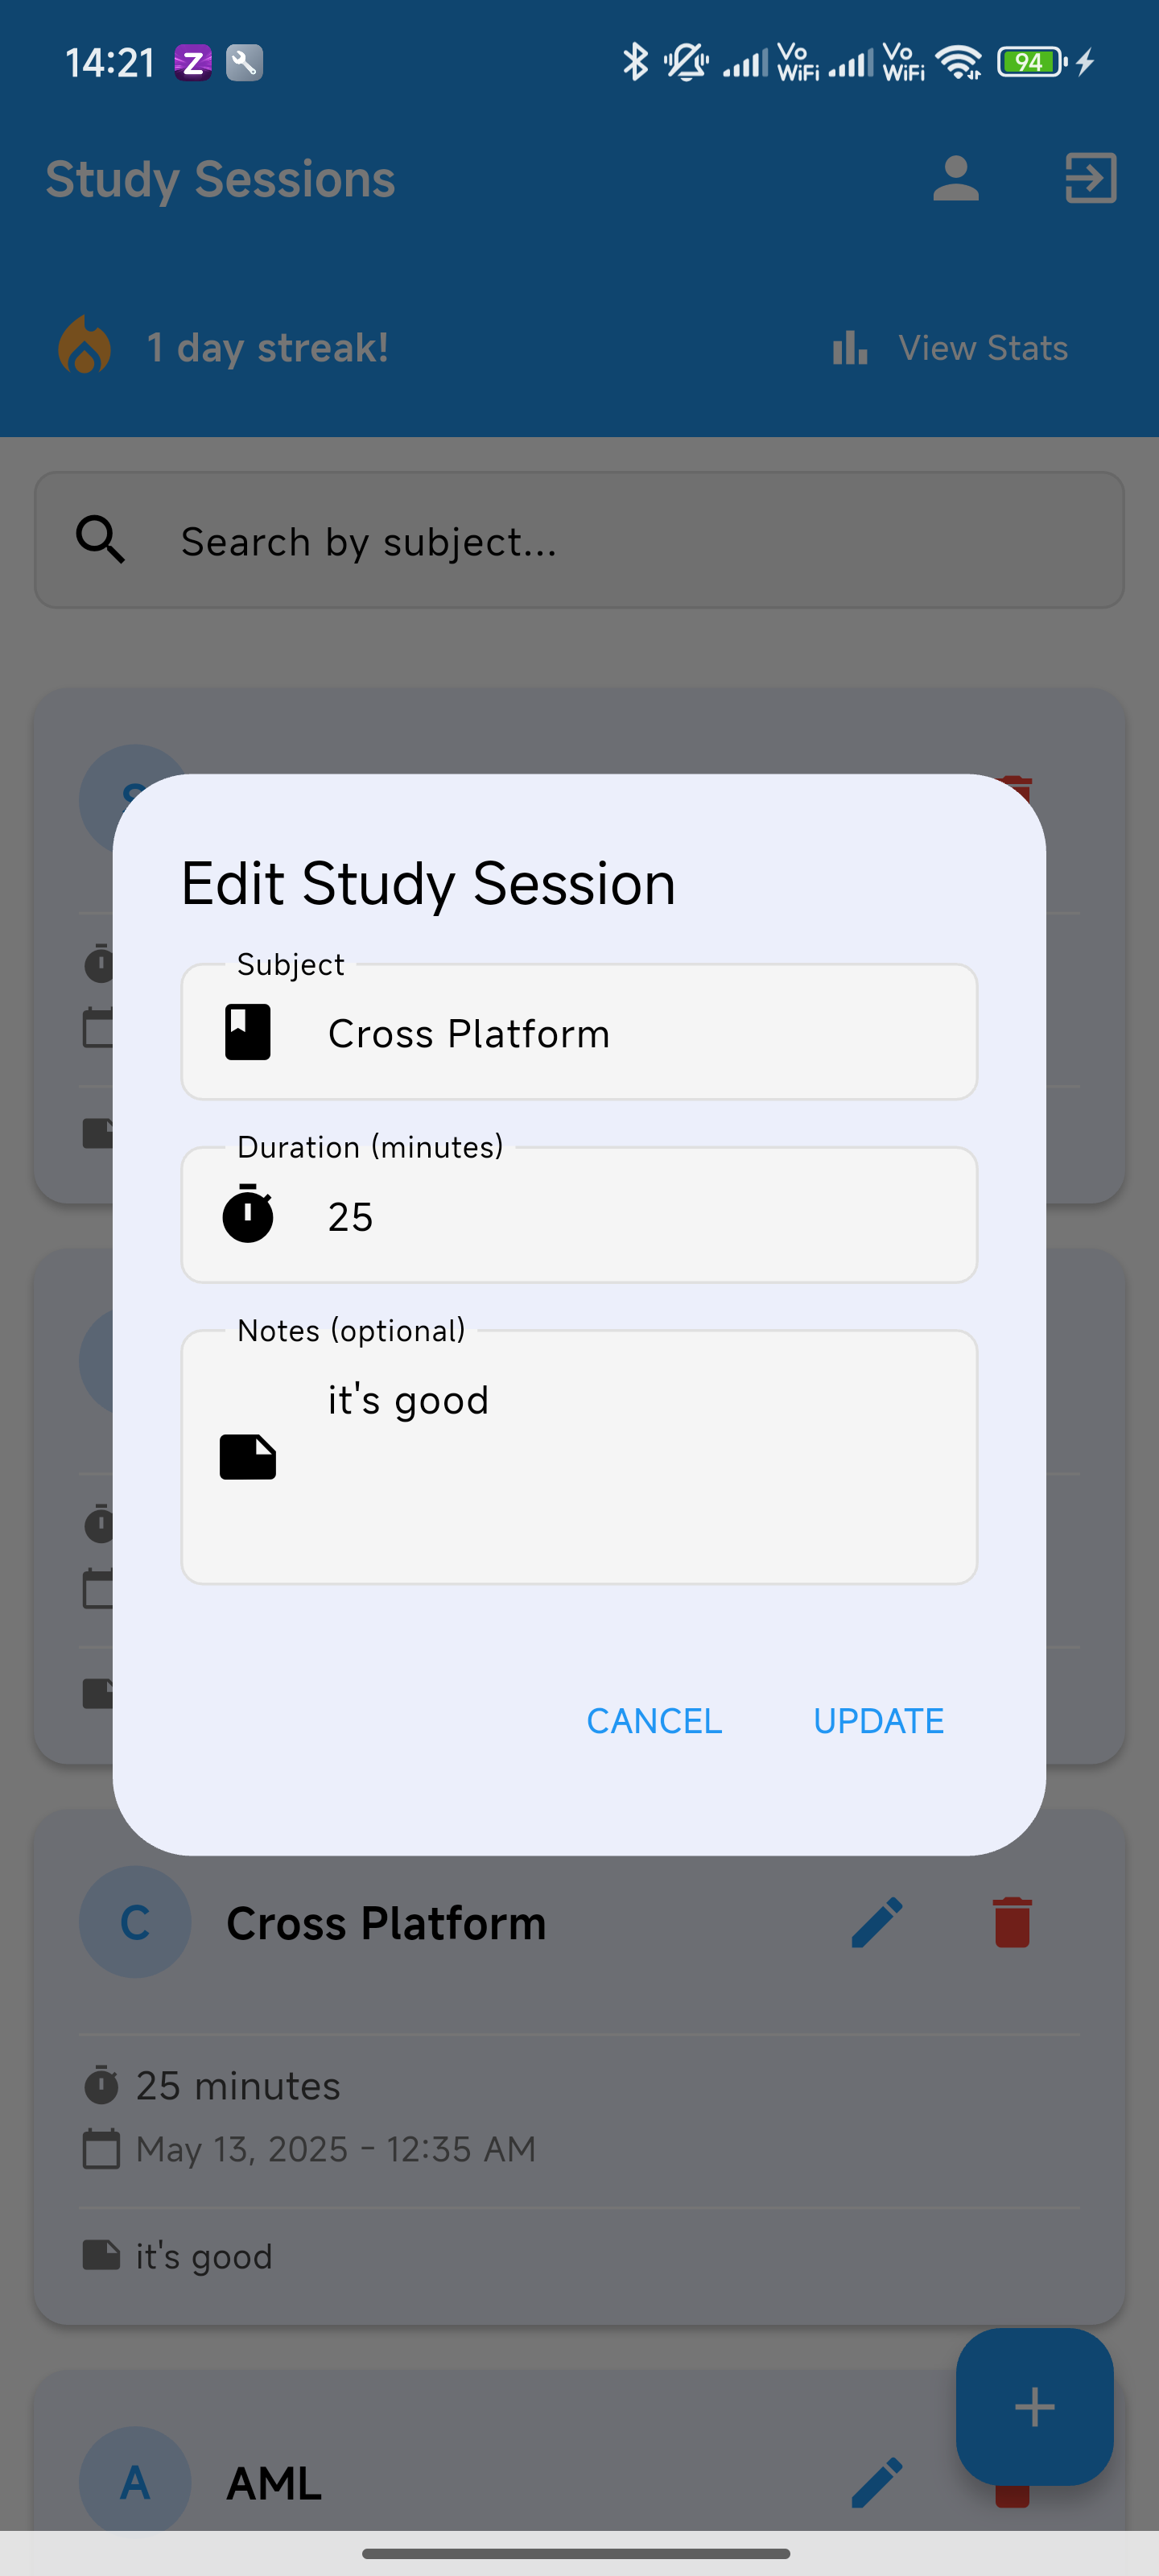 14:21
Vo WiFi Vo WiFi 94
Study Sessions
1 day streak!
View Stats
Search by subject...
Edit Study Session
Subject
Cross Platform
Duration (minutes)
25
Notes (optional)
it's good
CANCEL UPDATE
C Cross Platform
25 minutes
May 13, 2025 - 12:35 AM
it's good
A AML